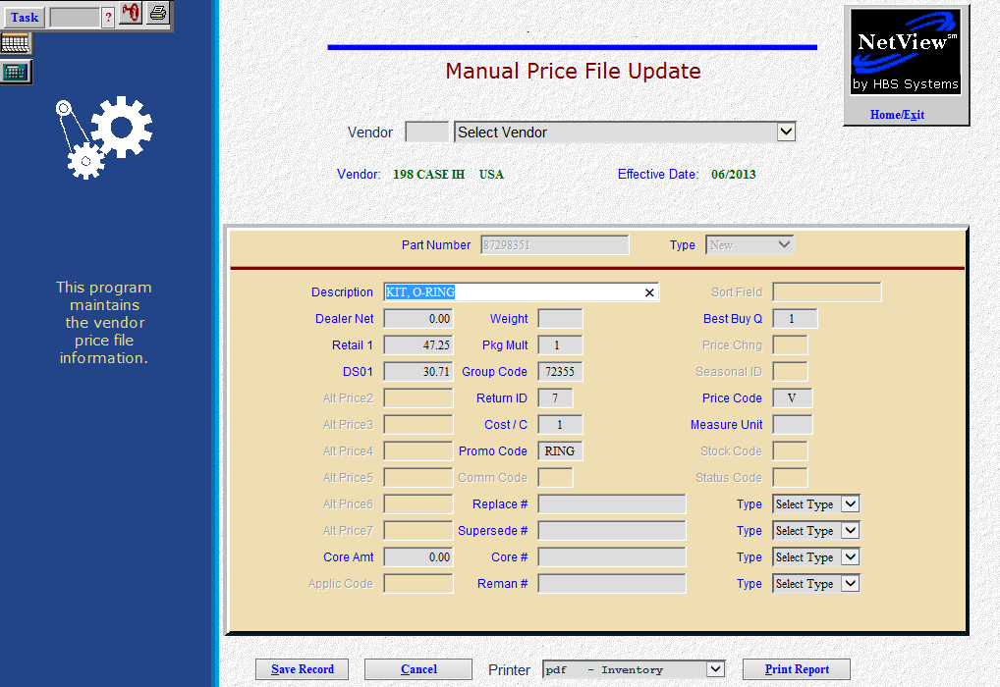 Task ?
NetView℠
by HBS Systems
Home/Exit
Manual Price File Update
Vendor Select Vendor
Vendor: 198 CASE IH USA Effective Date: 06/2013
This program
maintains
the vendor
price file
information.
Part Number 87298351 Type New
Description KIT, O-RING × Sort Field
Dealer Net 0.00 Weight Best Buy Q 1
Retail 1 47.25 Pkg Mult 1 Price Chng
DS01 30.71 Group Code 72355 Seasonal ID
Alt Price2 Return ID 7 Price Code V
Alt Price3 Cost / C 1 Measure Unit
Alt Price4 Promo Code RING Stock Code
Alt Price5 Comm Code Status Code
Alt Price6 Replace # Type Select Type
Alt Price7 Supersede # Type Select Type
Core Amt 0.00 Core # Type Select Type
Applic Code Reman # Type Select Type
Save Record Cancel Printer pdf - Inventory Print Report